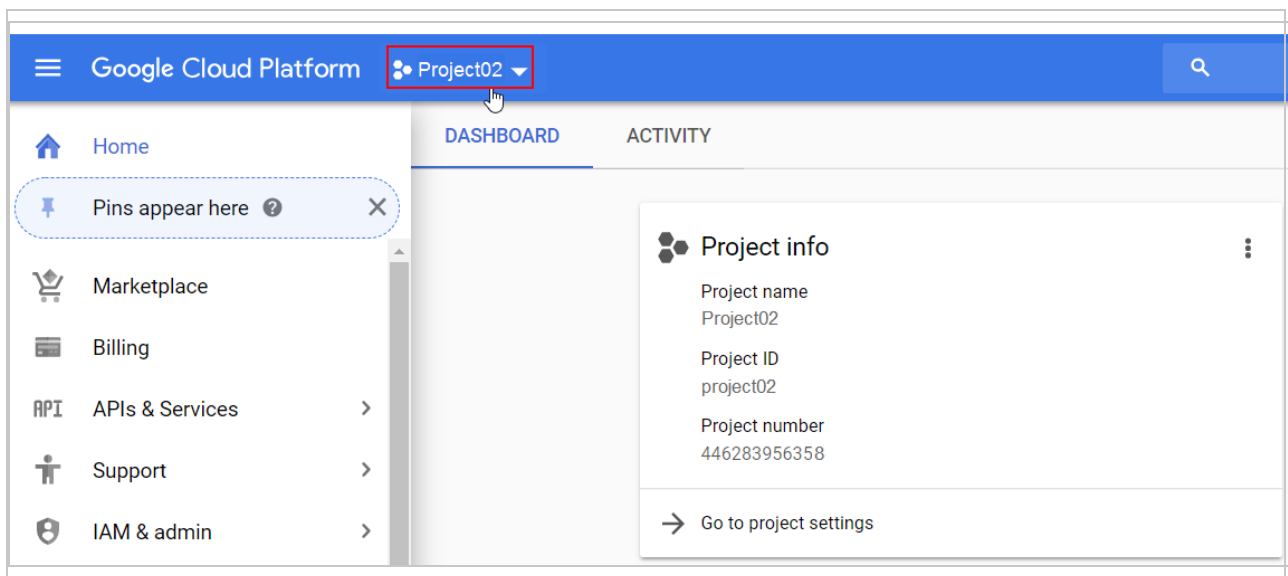 Google Cloud Platform
Project02
Home
Pins appear here
Marketplace
Billing
API
APIs & Services
Support
IAM & admin
DASHBOARD
ACTIVITY
Project info
Project name
Project02
Project ID
project02
Project number
446283956358
Go to project settings